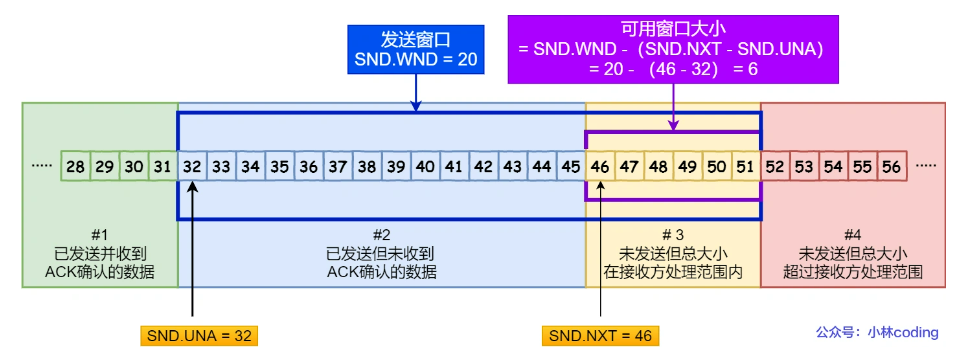 发送窗口
SND.WND = 20
可用窗口大小
= SND.WND -（SND.NXT - SND.UNA）
= 20 - （46 - 32） = 6
····· 28 29 30 31 32 33 34 35 36 37 38 39 40 41 42 43 44 45 46 47 48 49 50 51 52 53 54 55 56 ·····
#1
已发送并收到
ACK确认的数据
#2
已发送但未收到
ACK确认的数据
# 3
未发送但总大小
在接收方处理范围内
#4
未发送但总大小
超过接收方处理范围
SND.UNA = 32
SND.NXT = 46
公众号：小林coding